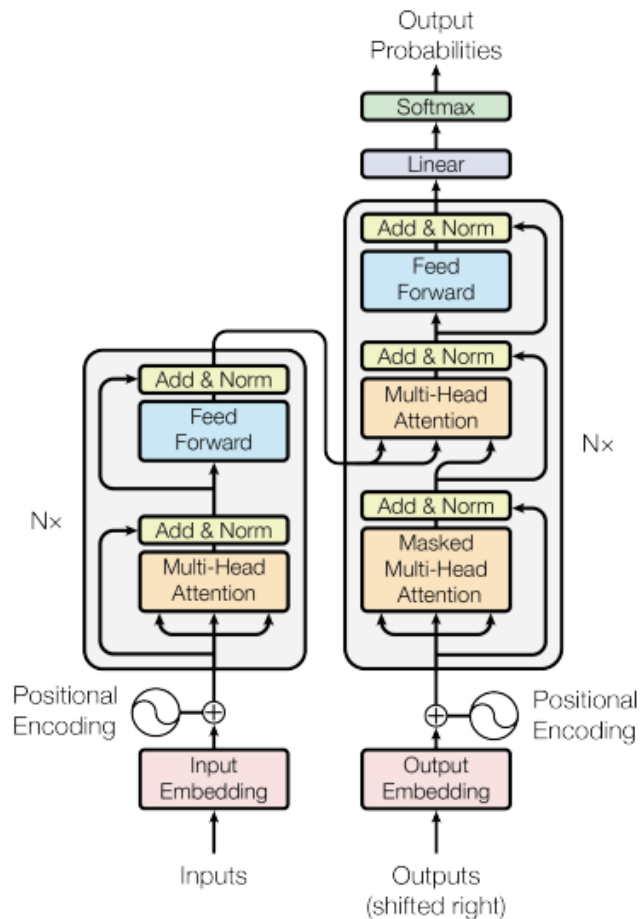 Output
Probabilities
Softmax
Linear
Add & Norm
Feed
Forward
Add & Norm
Multi-Head
Attention
Add & Norm
Masked
Multi-Head
Attention
N×
Add & Norm
Feed
Forward
Add & Norm
Multi-Head
Attention
N×
Positional
Encoding
Positional
Encoding
Input
Embedding
Output
Embedding
Inputs
Outputs
(shifted right)